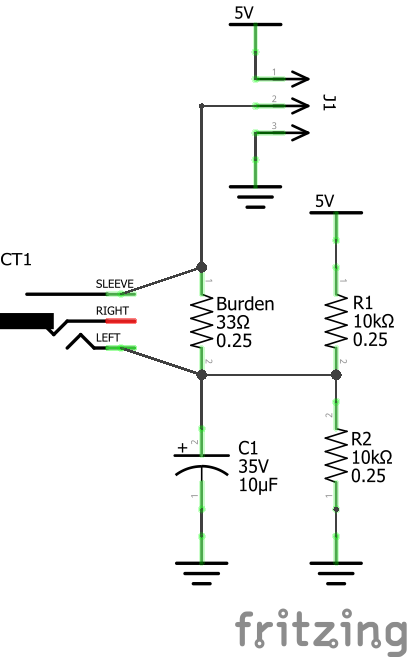 5V
1
2
3
J1
5V
CT1
SLEEVE
RIGHT
LEFT
1
Burden
33Ω
0.25
2
1
R1
10kΩ
0.25
2
2
R2
10kΩ
0.25
1
+
2
C1
35V
10µF
1
fritzing